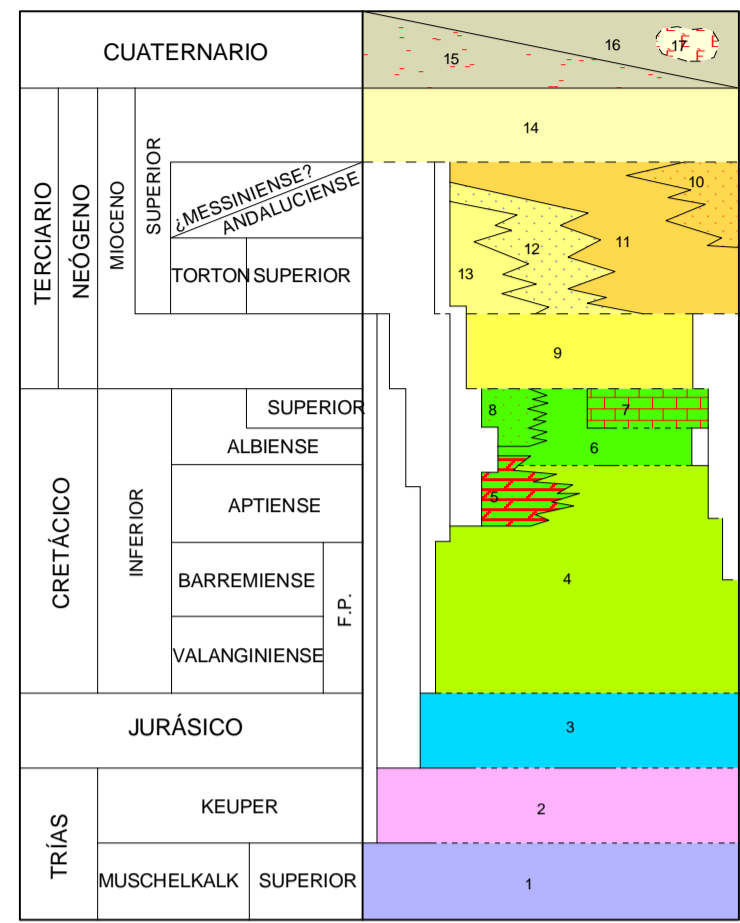 CUATERNARIO
15
16
17
TERCIARIO
NEÓGENO
MIOCENO
SUPERIOR
¿MESSINIENSE?
ANDALUCIENSE
TORTON
SUPERIOR
14
10
11
12
13
9
CRETÁCICO
INFERIOR
SUPERIOR
ALBIENSE
APTIENSE
BARREMIENSE
VALANGINIENSE
F.P.
8
7
6
5
4
JURÁSICO
3
TRÍAS
KEUPER
2
MUSCHELKALK
SUPERIOR
1